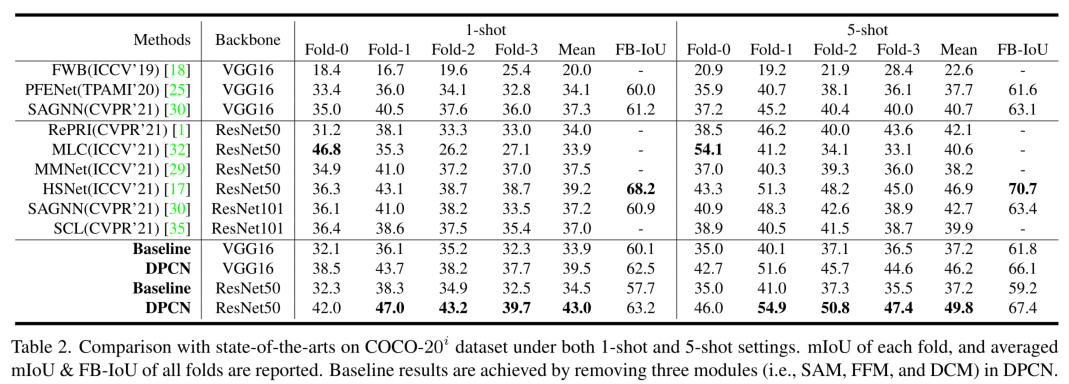 1-shot 5-shot
Methods Backbone Fold-0 Fold-1 Fold-2 Fold-3 Mean FB-IoU Fold-0 Fold-1 Fold-2 Fold-3 Mean FB-IoU
FWB(ICCV'19) [18] VGG16 18.4 16.7 19.6 25.4 20.0 - 20.9 19.2 21.9 28.4 22.6 -
PFENet(TPAMI'20) [25] VGG16 33.4 36.0 34.1 32.8 34.1 60.0 35.9 40.7 38.1 36.1 37.7 61.6
SAGNN(CVPR'21) [30] VGG16 35.0 40.5 37.6 36.0 37.3 61.2 37.2 45.2 40.4 40.0 40.7 63.1
RePRI(CVPR'21) [1] ResNet50 31.2 38.1 33.3 33.0 34.0 - 38.5 46.2 40.0 43.6 42.1 -
MLC(ICCV'21) [32] ResNet50 46.8 35.3 26.2 27.1 33.9 - 54.1 41.2 34.1 33.1 40.6 -
MMNet(ICCV'21) [29] ResNet50 34.9 41.0 37.2 37.0 37.5 - 37.0 40.3 39.3 36.0 38.2 -
HSNet(ICCV'21) [17] ResNet50 36.3 43.1 38.7 38.7 39.2 68.2 43.3 51.3 48.2 45.0 46.9 70.7
SAGNN(CVPR'21) [30] ResNet101 36.1 41.0 38.2 33.5 37.2 60.9 40.9 48.3 42.6 38.9 42.7 63.4
SCL(CVPR'21) [35] ResNet101 36.4 38.6 37.5 35.4 37.0 - 38.9 40.5 41.5 38.7 39.9 -
Baseline VGG16 32.1 36.1 35.2 32.3 33.9 60.1 35.0 40.1 37.1 36.5 37.2 61.8
DPCN VGG16 38.5 43.7 38.2 37.7 39.5 62.5 42.7 51.6 45.7 44.6 46.2 66.1
Baseline ResNet50 32.3 38.3 34.9 32.5 34.5 57.7 35.0 41.0 37.3 35.5 37.2 59.2
DPCN ResNet50 42.0 47.0 43.2 39.7 43.0 63.2 46.0 54.9 50.8 47.4 49.8 67.4
Table 2. Comparison with state-of-the-arts on COCO-20^i dataset under both 1-shot and 5-shot settings. mIoU of each fold, and averaged
mIoU & FB-IoU of all folds are reported. Baseline results are achieved by removing three modules (i.e., SAM, FFM, and DCM) in DPCN.